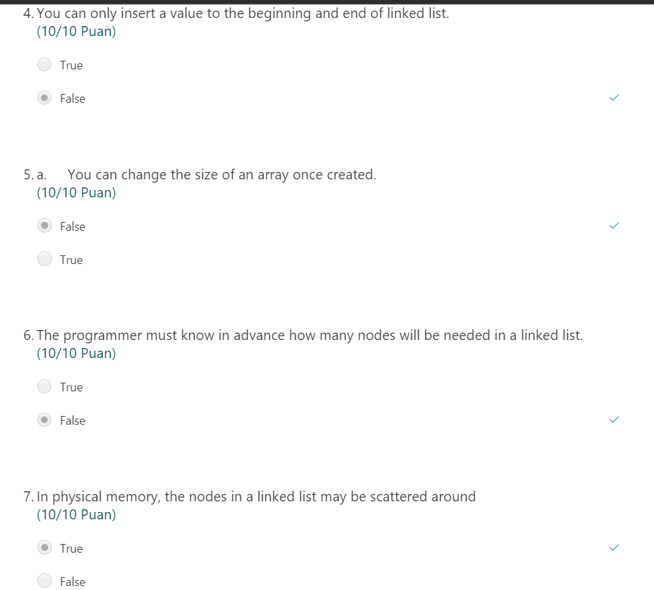 4. You can only insert a value to the beginning and end of linked list.
(10/10 Puan)
True
False
5. a. You can change the size of an array once created.
(10/10 Puan)
False
True
6. The programmer must know in advance how many nodes will be needed in a linked list.
(10/10 Puan)
True
False
7. In physical memory, the nodes in a linked list may be scattered around
(10/10 Puan)
True
False